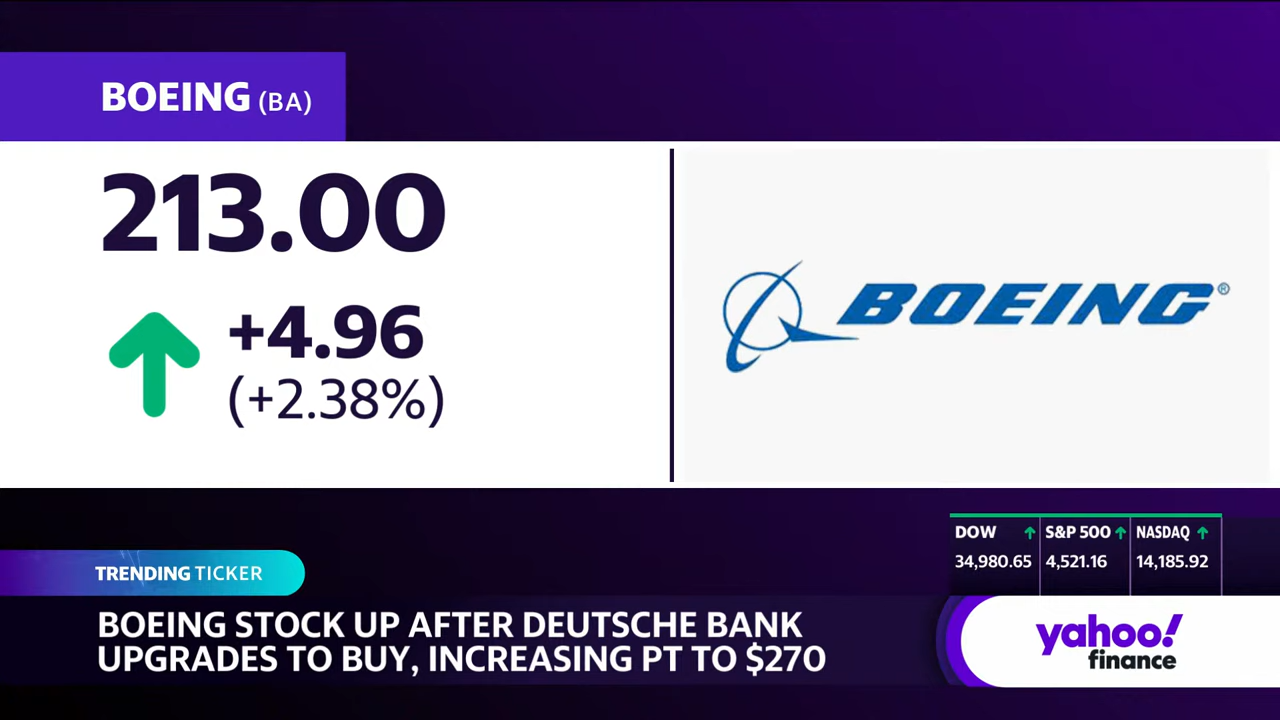 BOEING (BA)
213.00
+4.96
(+2.38%)
BOEING®
TRENDING TICKER
BOEING STOCK UP AFTER DEUTSCHE BANK
UPGRADES TO BUY, INCREASING PT TO $270
DOW S&P 500 NASDAQ
34,980.65 4,521.16 14,185.92
yahoo!
finance